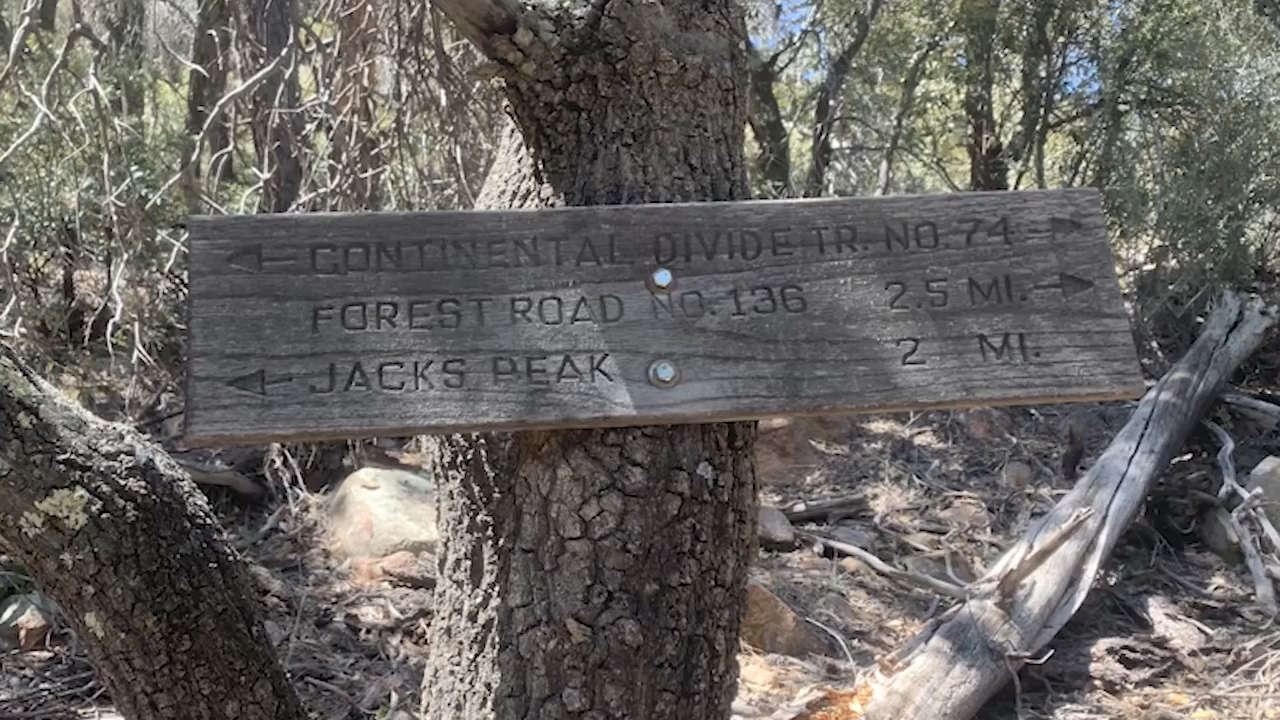 CONTINENTAL DIVIDE TR. NO. 74
FOREST ROAD NO. 136 2.5 MI.
JACKS PEAK 2 MI.